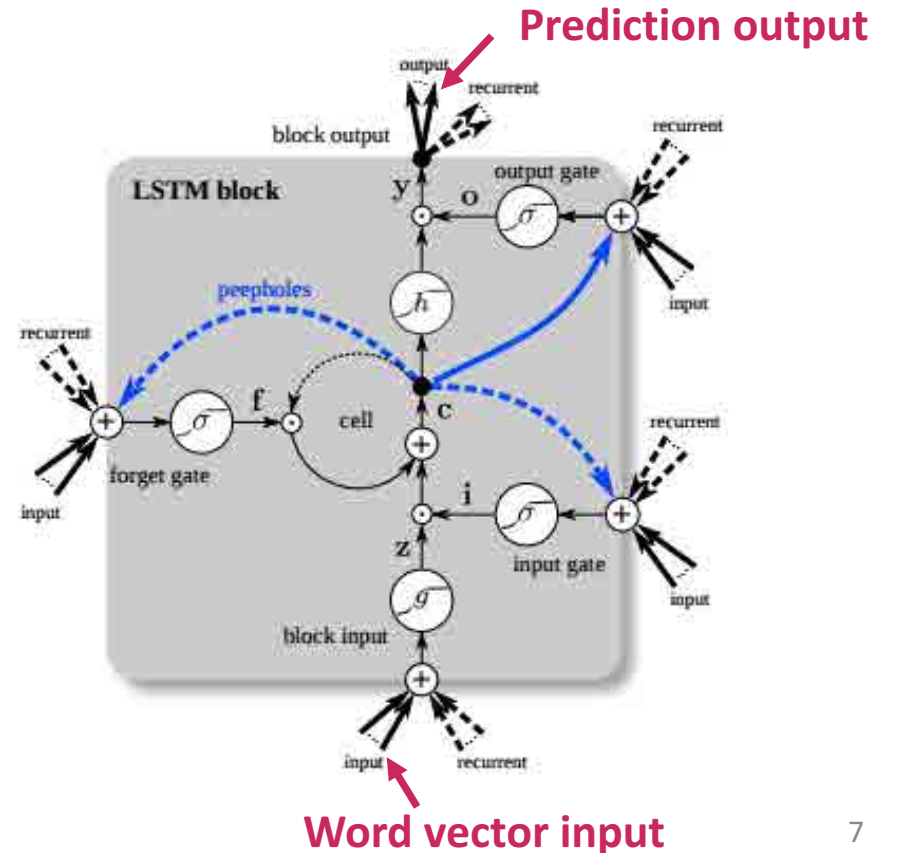 Prediction output
output
recurrent
block output
recurrent
LSTM block
output gate
y
o
σ
+
h
input
peepholes
recurrent
f
σ
+
cell
c
+
recurrent
forget gate
i
σ
+
input
z
input gate
g
input
block input
+
input
recurrent
Word vector input
7